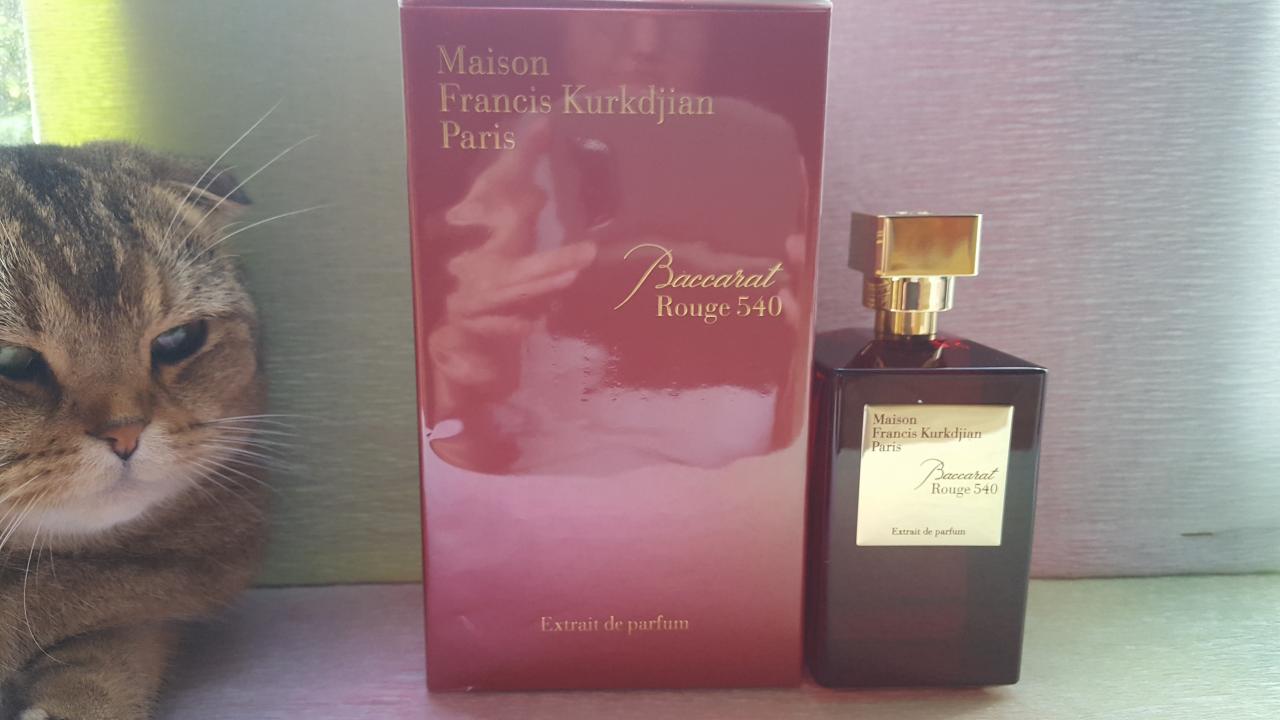 Maison
Francis Kurkdjian
Paris
Baccarat
Rouge 540
Extrait de parfum
Maison
Francis Kurkdjian
Paris
Baccarat
Rouge 540
Extrait de parfum